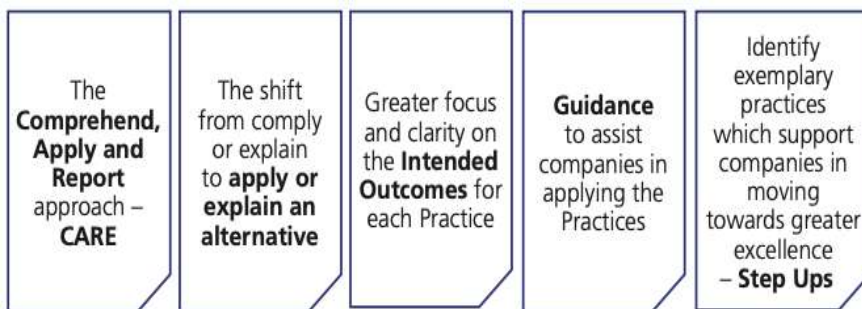 The
Comprehend,
Apply and
Report
approach –
CARE
The shift
from comply
or explain
to apply or
explain an
alternative
Greater focus
and clarity on
the Intended
Outcomes for
each Practice
Guidance
to assist
companies in
applying the
Practices
Identify
exemplary
practices
which support
companies in
moving
towards greater
excellence
– Step Ups